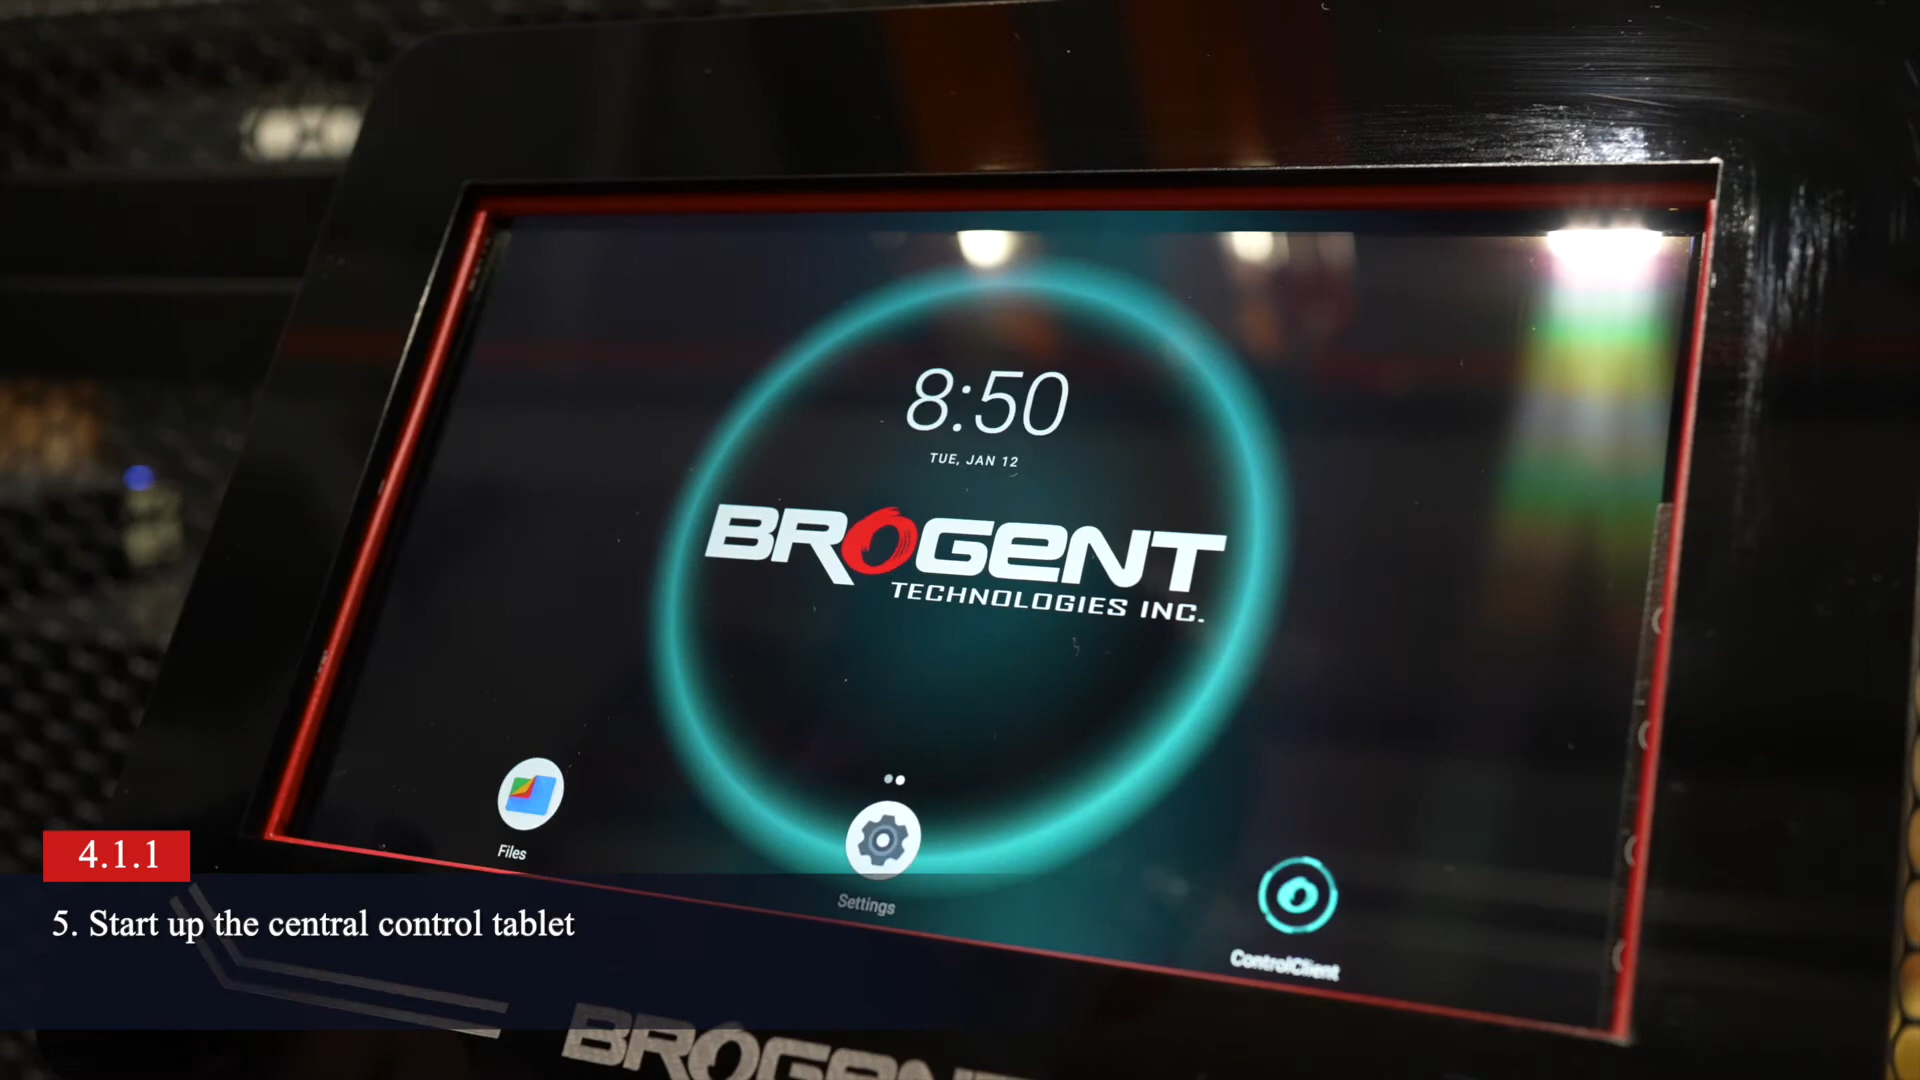 8:50
TUE, JAN 12
BROGENT
TECHNOLOGIES INC.
Files
Settings
ControlClient
4.1.1
5. Start up the central control tablet
BROGENT